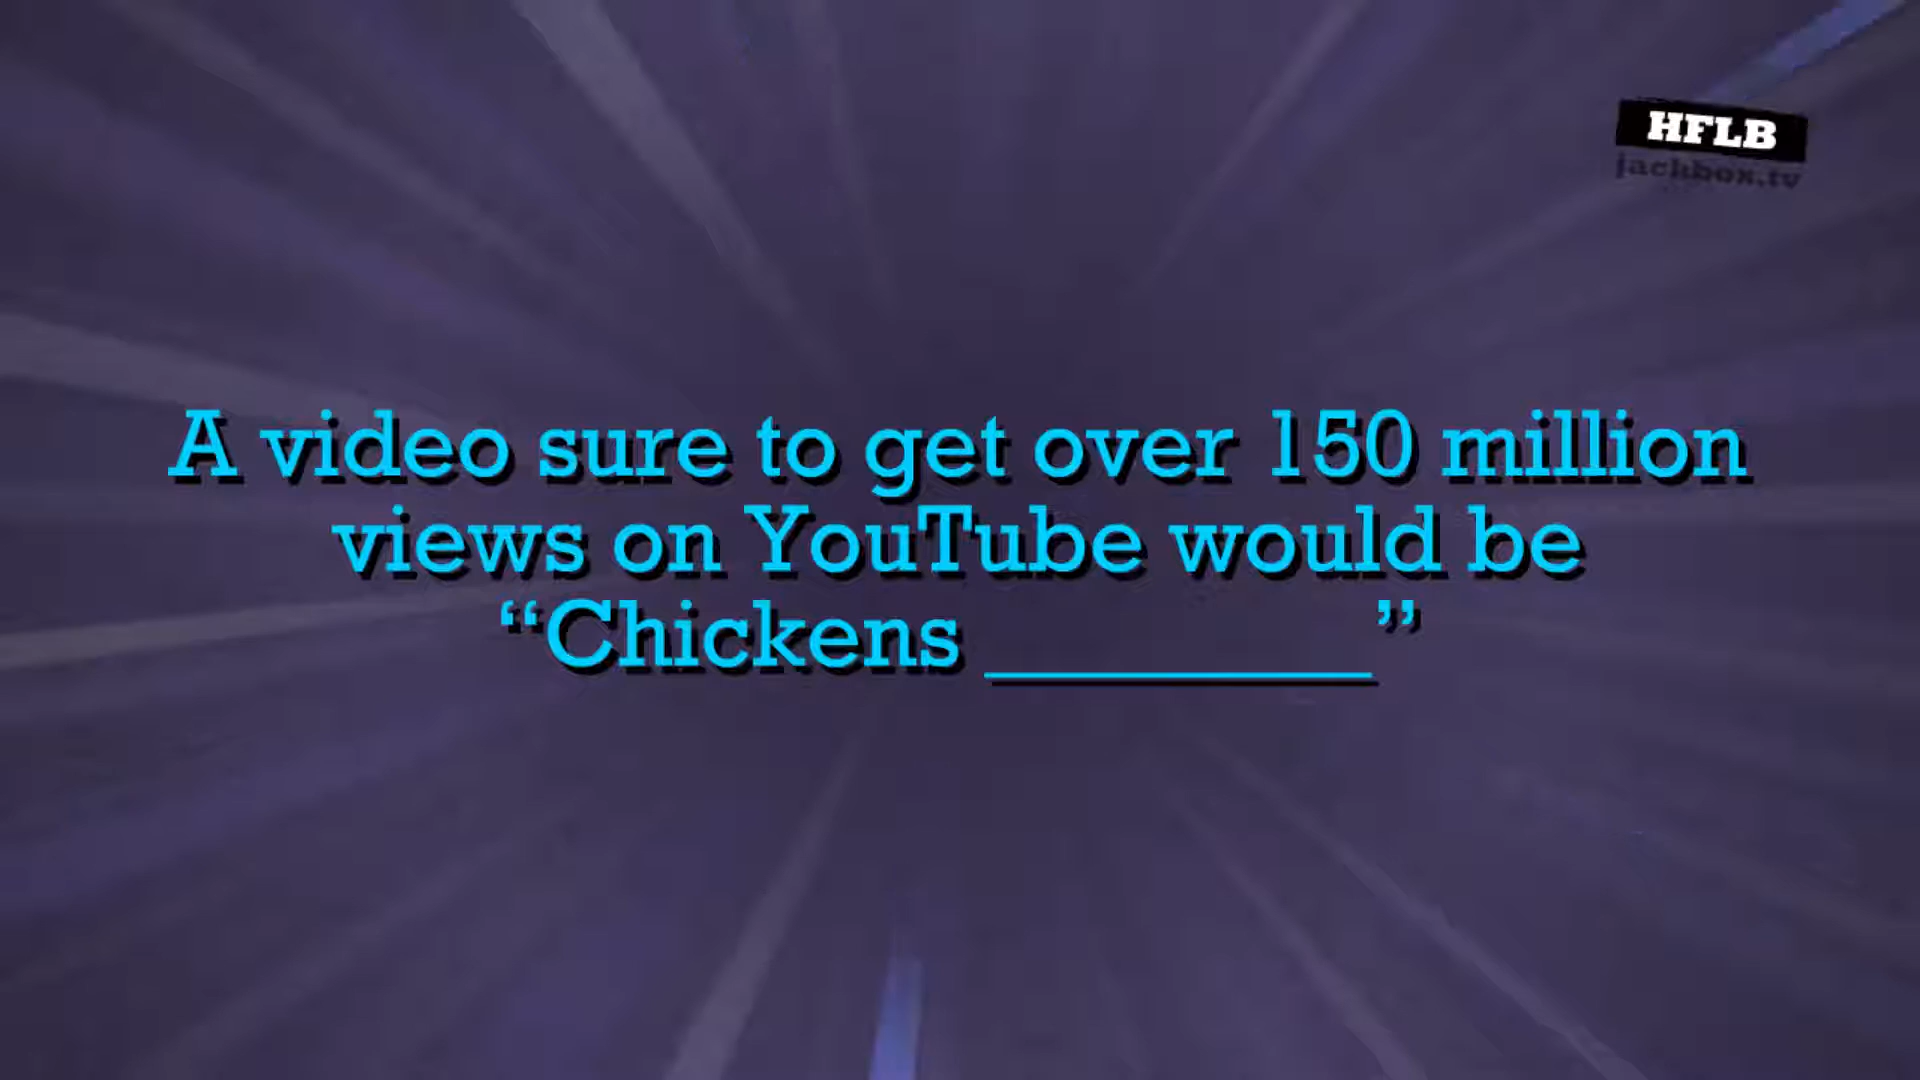 HFLB
jackbox.tv
A video sure to get over 150 million
views on YouTube would be
“Chickens ________”